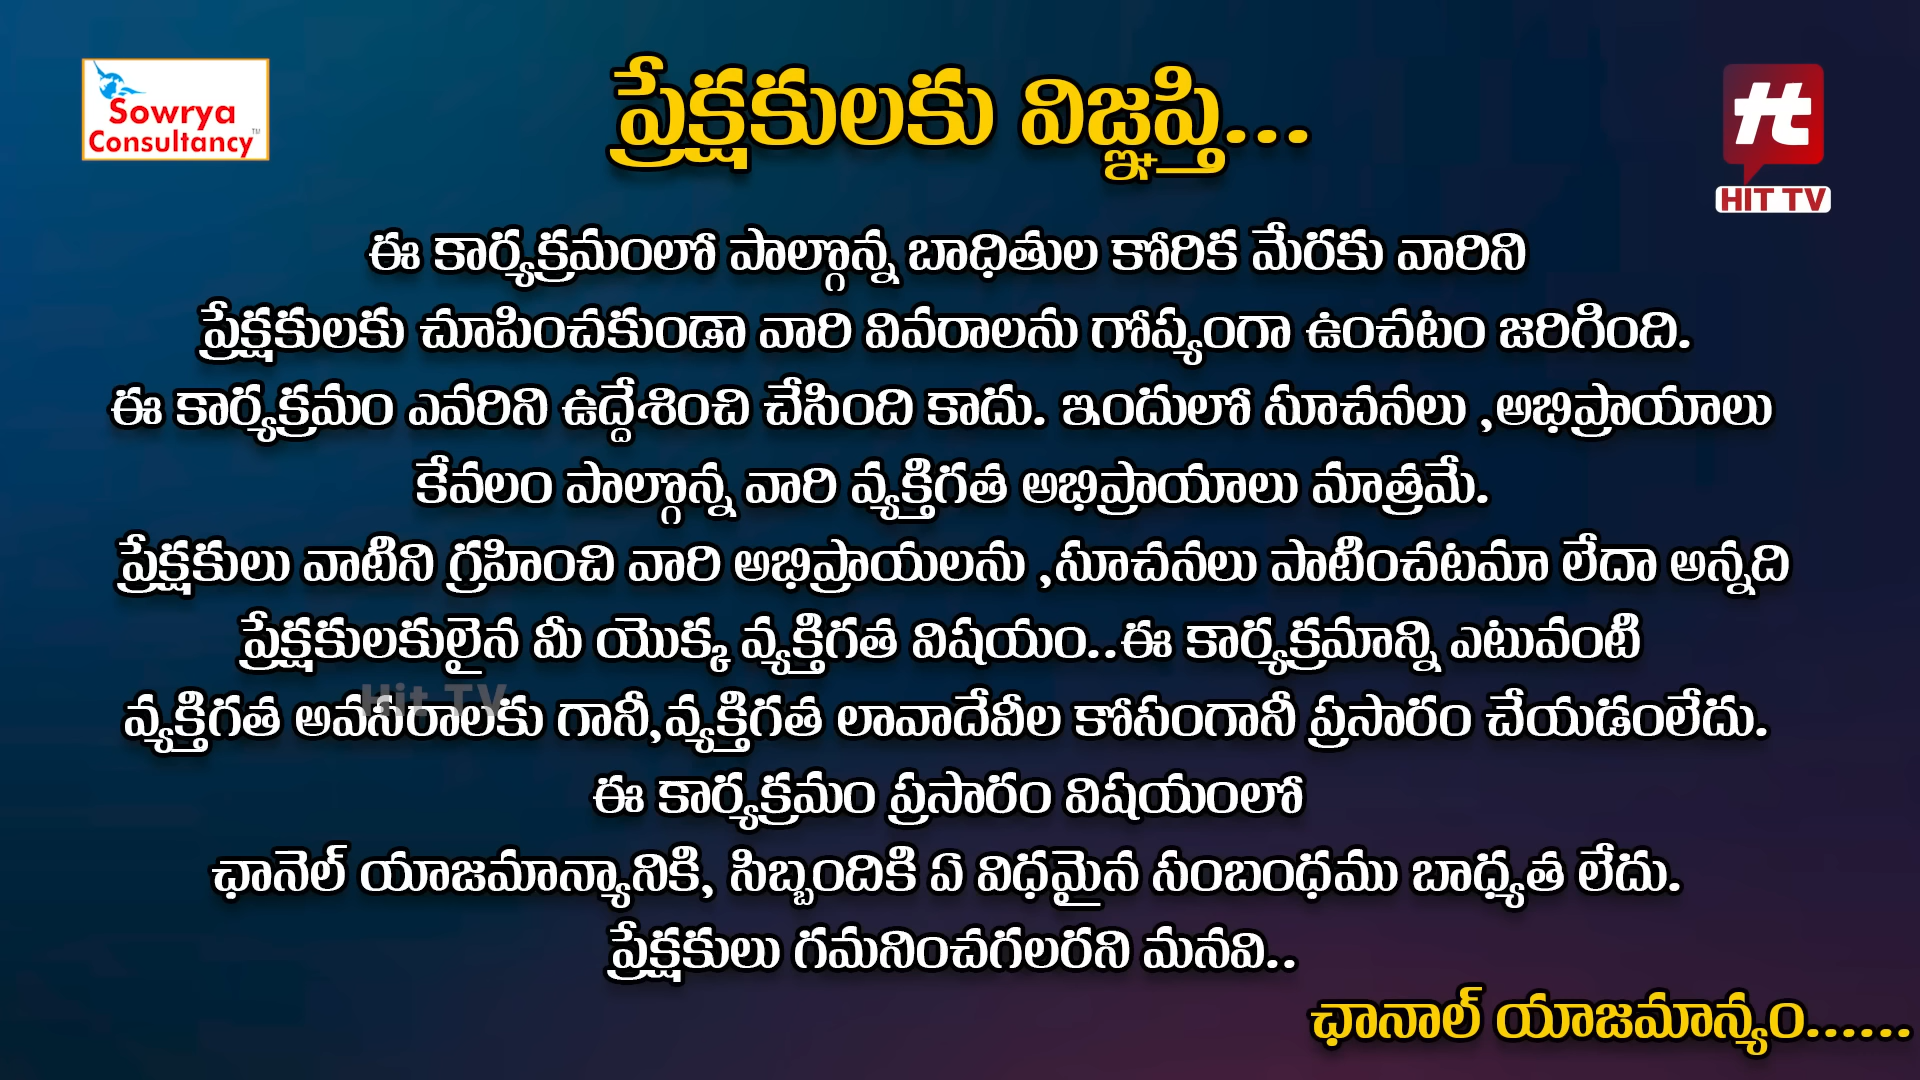 Sowrya
Consultancy™
ప్రేక్షకులకు విజ్ఞప్తి...
HIT TV
ఈ కార్యక్రమంలో పాల్గొన్న బాధితుల కోరిక మేరకు వారిని
ప్రేక్షకులకు చూపించకుండా వారి వివరాలను గోప్యంగా ఉంచటం జరిగింది.
ఈ కార్యక్రమం ఎవరిని ఉద్దేశించి చేసింది కాదు. ఇందులో సూచనలు ,అభిప్రాయాలు
కేవలం పాల్గొన్న వారి వ్యక్తిగత అభిప్రాయాలు మాత్రమే.
ప్రేక్షకులు వాటిని గ్రహించి వారి అభిప్రాయలను ,సూచనలు పాటించటమా లేదా అన్నది
ప్రేక్షకులకులైన మీ యొక్క వ్యక్తిగత విషయం..ఈ కార్యక్రమాన్ని ఎటువంటి
Hit TV
వ్యక్తిగత అవసరాలకు గానీ,వ్యక్తిగత లావాదేవీల కోసంగానీ ప్రసారం చేయడంలేదు.
ఈ కార్యక్రమం ప్రసారం విషయంలో
ఛానెల్ యాజమాన్యానికి, సిబ్బందికి ఏ విధమైన సంబంధము బాధ్యత లేదు.
ప్రేక్షకులు గమనించగలరని మనవి..
ఛానాల్ యాజమాన్యం......